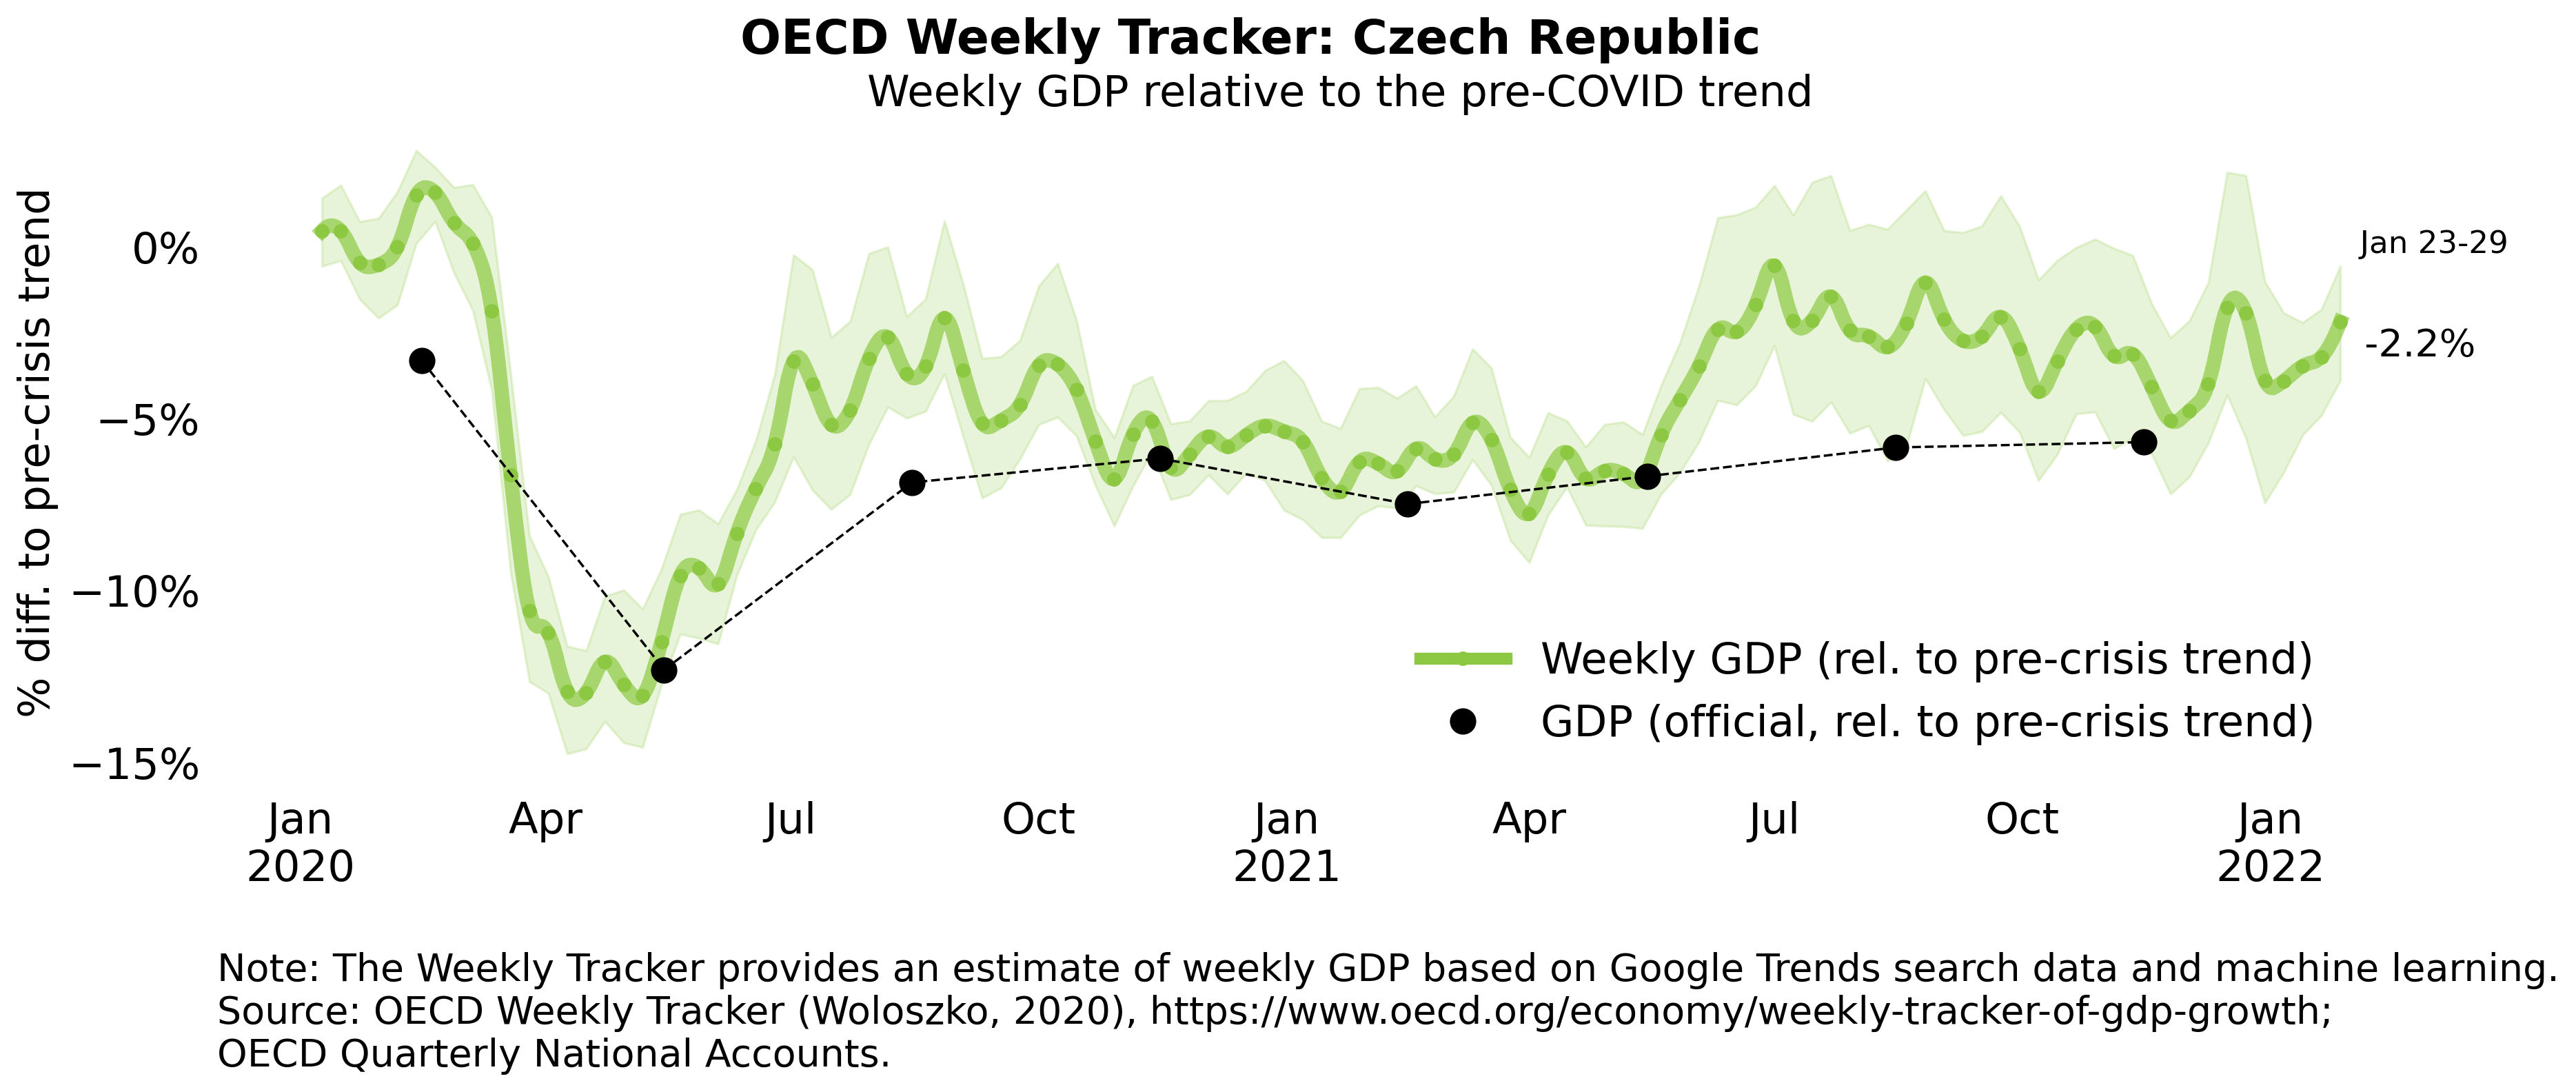 OECD Weekly Tracker: Czech Republic
Weekly GDP relative to the pre-COVID trend
% diff. to pre-crisis trend
0%
−5%
−10%
−15%
Jan 23-29
-2.2%
Weekly GDP (rel. to pre-crisis trend)
GDP (official, rel. to pre-crisis trend)
Jan Apr Jul Oct Jan Apr Jul Oct Jan
2020 2021 2022
Note: The Weekly Tracker provides an estimate of weekly GDP based on Google Trends search data and machine learning.
Source: OECD Weekly Tracker (Woloszko, 2020), https://www.oecd.org/economy/weekly-tracker-of-gdp-growth;
OECD Quarterly National Accounts.